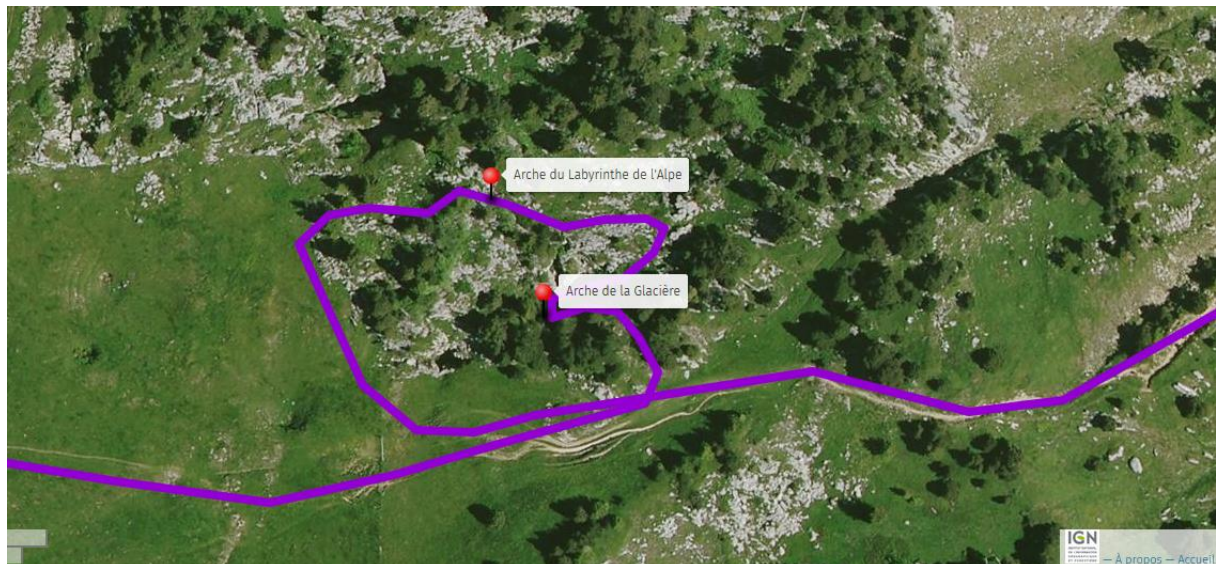 Arche du Labyrinthe de l'Alpe
Arche de la Glacière
IGN
— À propos — Accueil